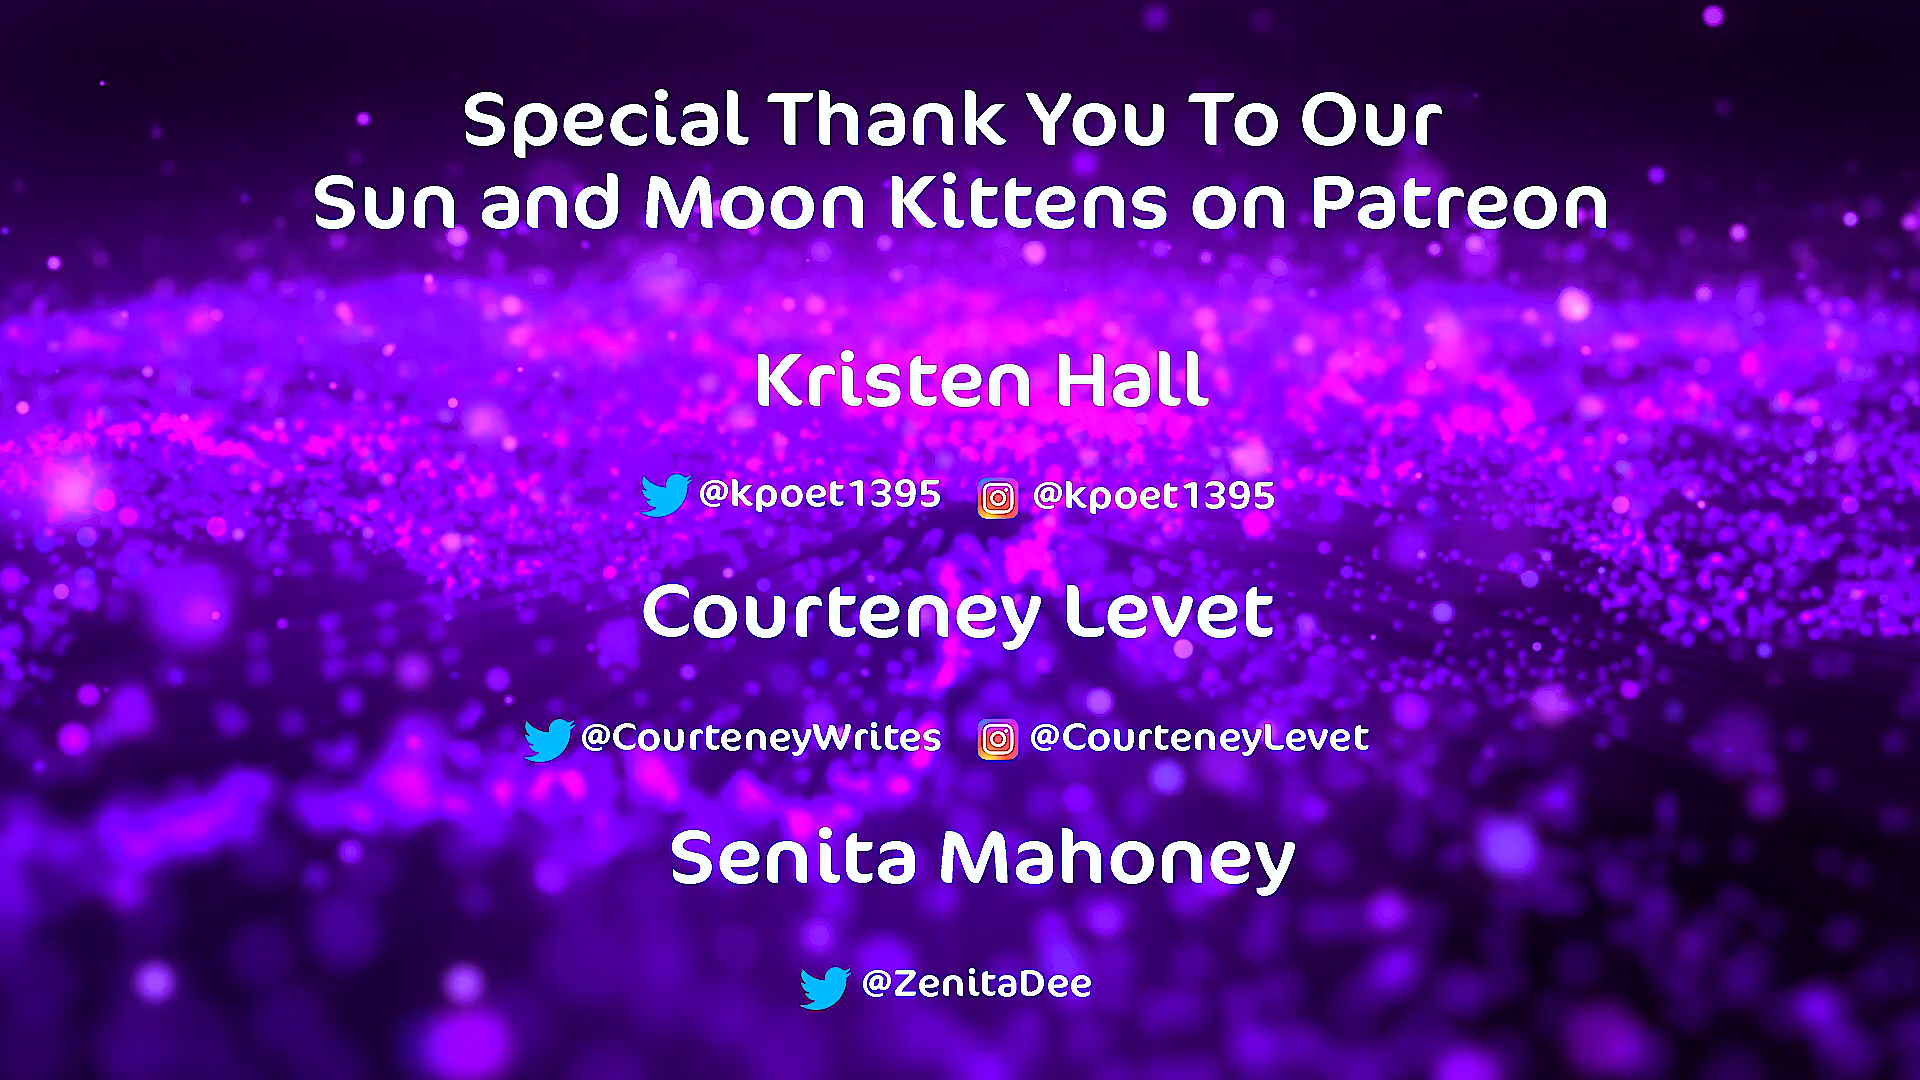 Special Thank You To Our
Sun and Moon Kittens on Patreon
Kristen Hall
@kpoet1395 @kpoet1395
Courteney Levet
@CourteneyWrites @CourteneyLevet
Senita Mahoney
@ZenitaDee